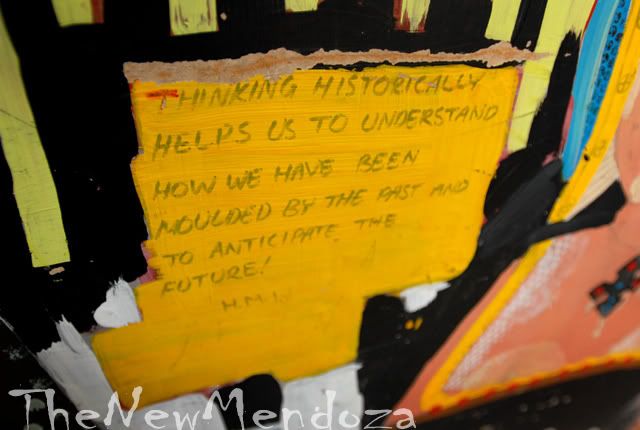 THINKING HISTORICALLY
HELPS US TO UNDERSTAND
HOW WE HAVE BEEN
MOULDED BY THE PAST AND
TO ANTICIPATE THE
FUTURE!
H.M.I.
TheNewMendoza